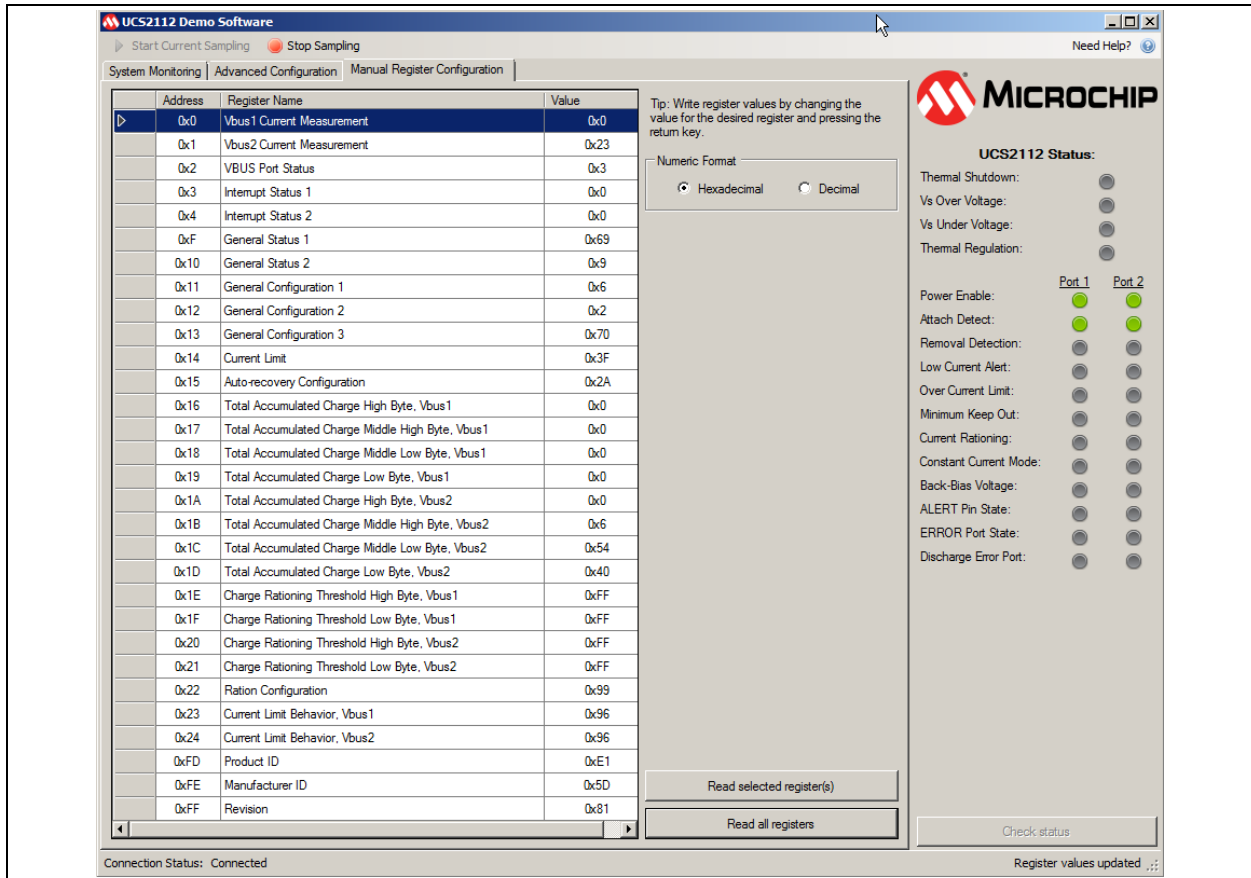 UCS2112 Demo Software
Start Current Sampling Stop Sampling Need Help?
System Monitoring Advanced Configuration Manual Register Configuration
Address Register Name Value
0x0 Vbus1 Current Measurement 0x0
0x1 Vbus2 Current Measurement 0x23
0x2 VBUS Port Status 0x3
0x3 Interrupt Status 1 0x0
0x4 Interrupt Status 2 0x0
0xF General Status 1 0x69
0x10 General Status 2 0x9
0x11 General Configuration 1 0x6
0x12 General Configuration 2 0x2
0x13 General Configuration 3 0x70
0x14 Current Limit 0x3F
0x15 Auto-recovery Configuration 0x2A
0x16 Total Accumulated Charge High Byte, Vbus1 0x0
0x17 Total Accumulated Charge Middle High Byte, Vbus1 0x0
0x18 Total Accumulated Charge Middle Low Byte, Vbus1 0x0
0x19 Total Accumulated Charge Low Byte, Vbus1 0x0
0x1A Total Accumulated Charge High Byte, Vbus2 0x0
0x1B Total Accumulated Charge Middle High Byte, Vbus2 0x6
0x1C Total Accumulated Charge Middle Low Byte, Vbus2 0x54
0x1D Total Accumulated Charge Low Byte, Vbus2 0x40
0x1E Charge Rationing Threshold High Byte, Vbus1 0xFF
0x1F Charge Rationing Threshold Low Byte, Vbus1 0xFF
0x20 Charge Rationing Threshold High Byte, Vbus2 0xFF
0x21 Charge Rationing Threshold Low Byte, Vbus2 0xFF
0x22 Ration Configuration 0x99
0x23 Current Limit Behavior, Vbus1 0x96
0x24 Current Limit Behavior, Vbus2 0x96
0xFD Product ID 0xE1
0xFE Manufacturer ID 0x5D
0xFF Revision 0x81
Tip: Write register values by changing the
value for the desired register and pressing the
return key.
Numeric Format
Hexadecimal Decimal
Read selected register(s)
Read all registers
MICROCHIP
UCS2112 Status:
Thermal Shutdown:
Vs Over Voltage:
Vs Under Voltage:
Thermal Regulation:
Port 1 Port 2
Power Enable:
Attach Detect:
Removal Detection:
Low Current Alert:
Over Current Limit:
Minimum Keep Out:
Current Rationing:
Constant Current Mode:
Back-Bias Voltage:
ALERT Pin State:
ERROR Port State:
Discharge Error Port:
Check status
Connection Status: Connected Register values updated